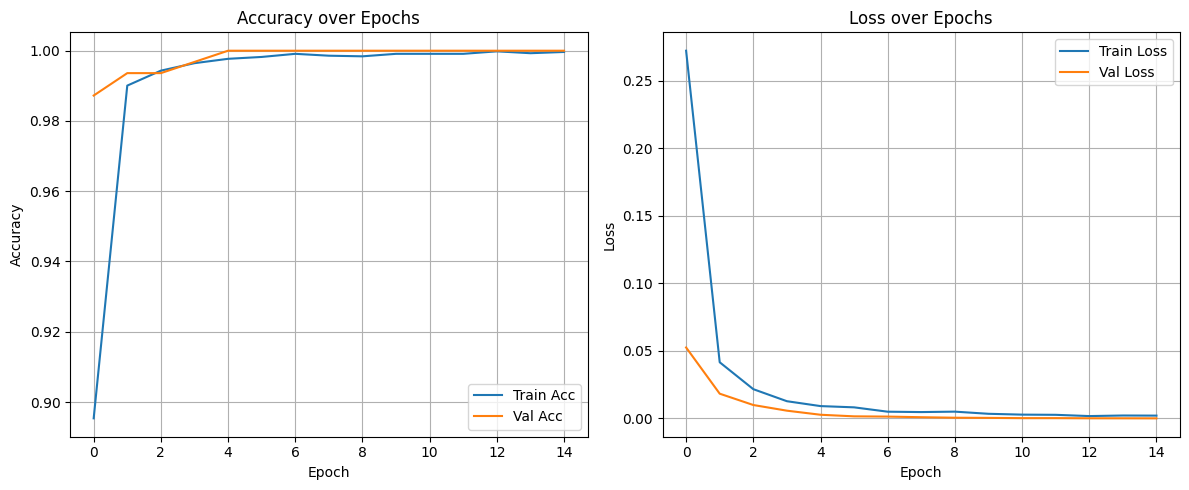 Accuracy over Epochs
1.00
0.98
0.96
0.94
0.92
0.90
Accuracy
0 2 4 6 8 10 12 14
Epoch
Train Acc
Val Acc
Loss over Epochs
0.25
0.20
0.15
0.10
0.05
0.00
Loss
0 2 4 6 8 10 12 14
Epoch
Train Loss
Val Loss